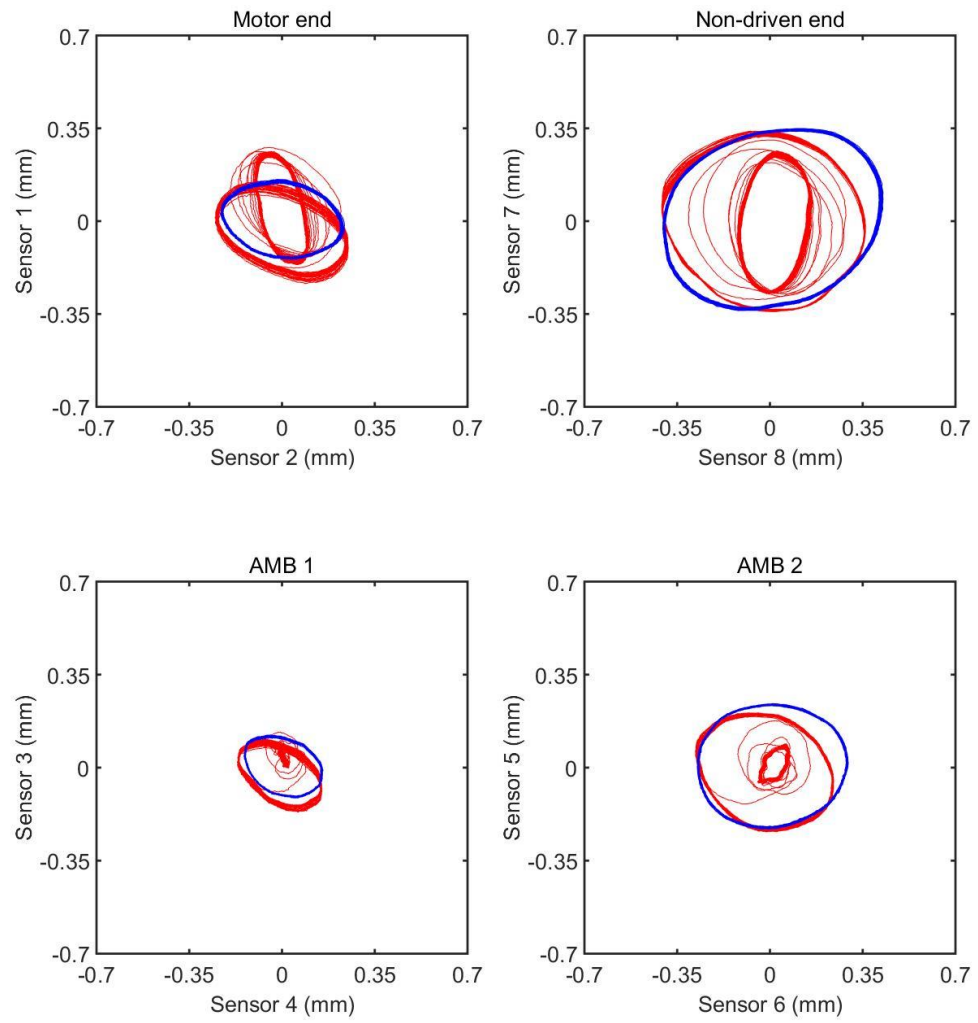 Motor end
0.7
0.35
0
-0.35
-0.7
Sensor 1 (mm)
-0.7 -0.35 0 0.35 0.7
Sensor 2 (mm)
Non-driven end
0.7
0.35
0
-0.35
-0.7
Sensor 7 (mm)
-0.7 -0.35 0 0.35 0.7
Sensor 8 (mm)
AMB 1
0.7
0.35
0
-0.35
-0.7
Sensor 3 (mm)
-0.7 -0.35 0 0.35 0.7
Sensor 4 (mm)
AMB 2
0.7
0.35
0
-0.35
-0.7
Sensor 5 (mm)
-0.7 -0.35 0 0.35 0.7
Sensor 6 (mm)